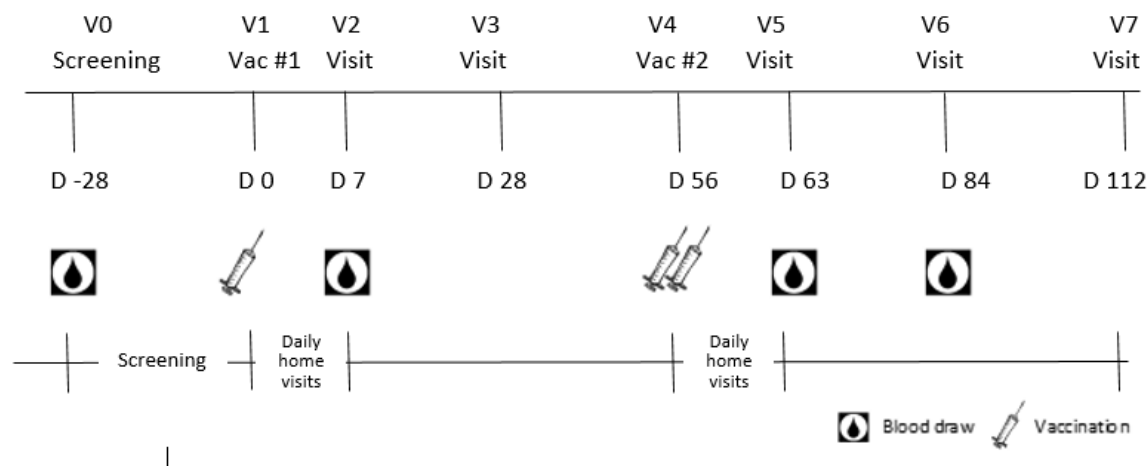 V0 V1 V2 V3 V4 V5 V6 V7
Screening Vac #1 Visit Visit Vac #2 Visit Visit Visit
D -28 D 0 D 7 D 28 D 56 D 63 D 84 D 112
Screening
Daily
home
visits
Daily
home
visits
Blood draw Vaccination